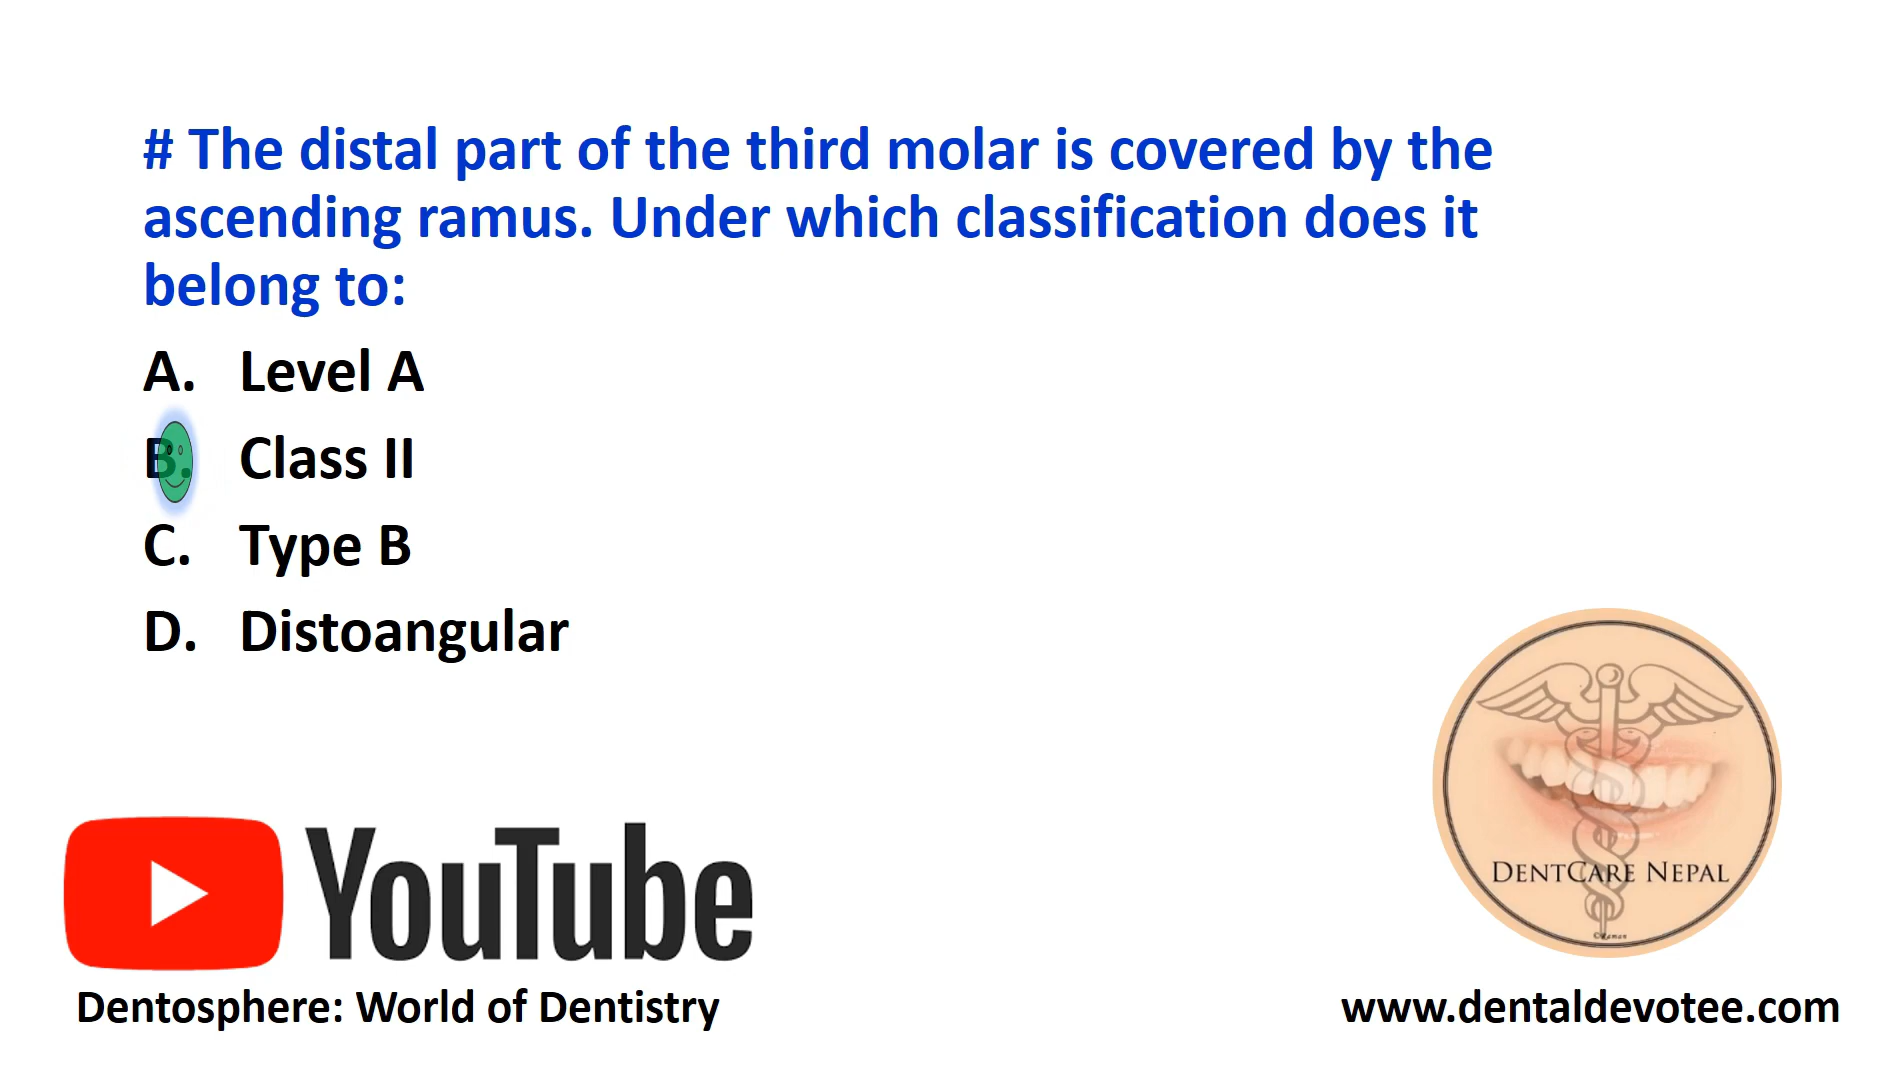 # The distal part of the third molar is covered by the
ascending ramus. Under which classification does it
belong to:
A. Level A
B. Class II
C. Type B
D. Distoangular
DENTCARE NEPAL
YouTube
Dentosphere: World of Dentistry
www.dentaldevotee.com